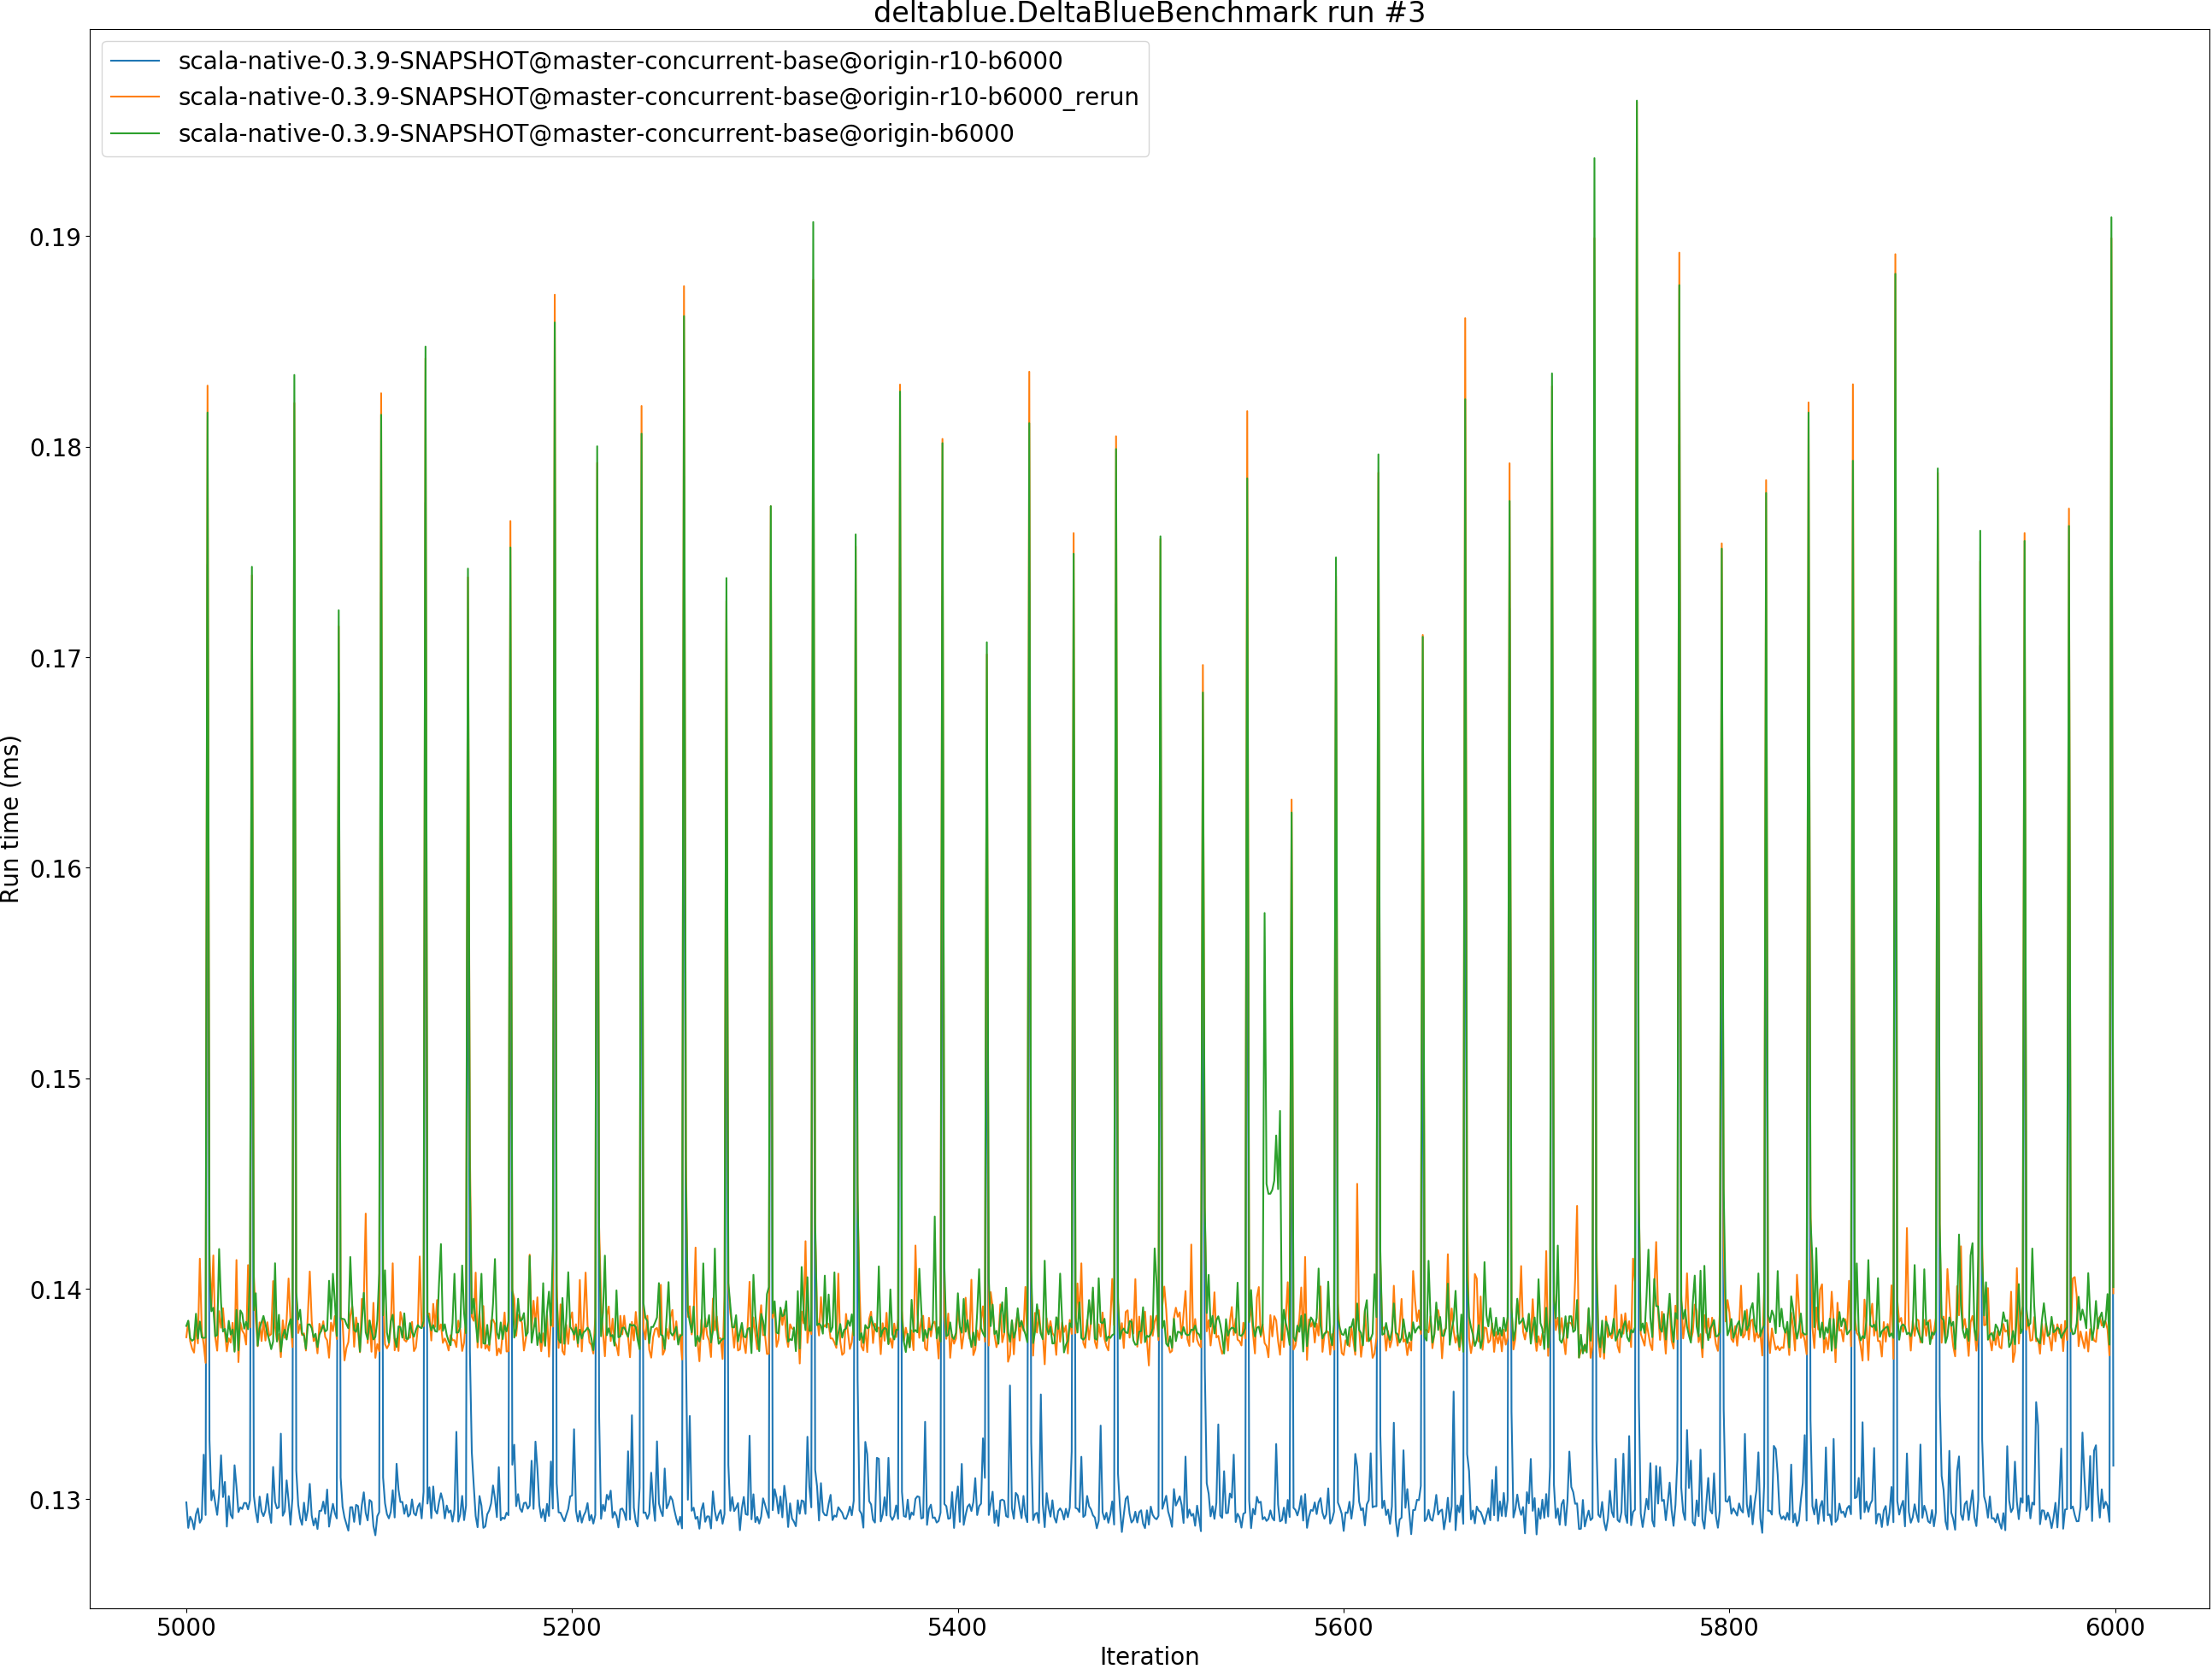 deltablue.DeltaBlueBenchmark run #3
scala-native-0.3.9-SNAPSHOT@master-concurrent-base@origin-r10-b6000
scala-native-0.3.9-SNAPSHOT@master-concurrent-base@origin-r10-b6000_rerun
scala-native-0.3.9-SNAPSHOT@master-concurrent-base@origin-b6000
0.19
0.18
0.17
0.16
0.15
0.14
0.13
Run time (ms)
5000 5200 5400 5600 5800 6000
Iteration